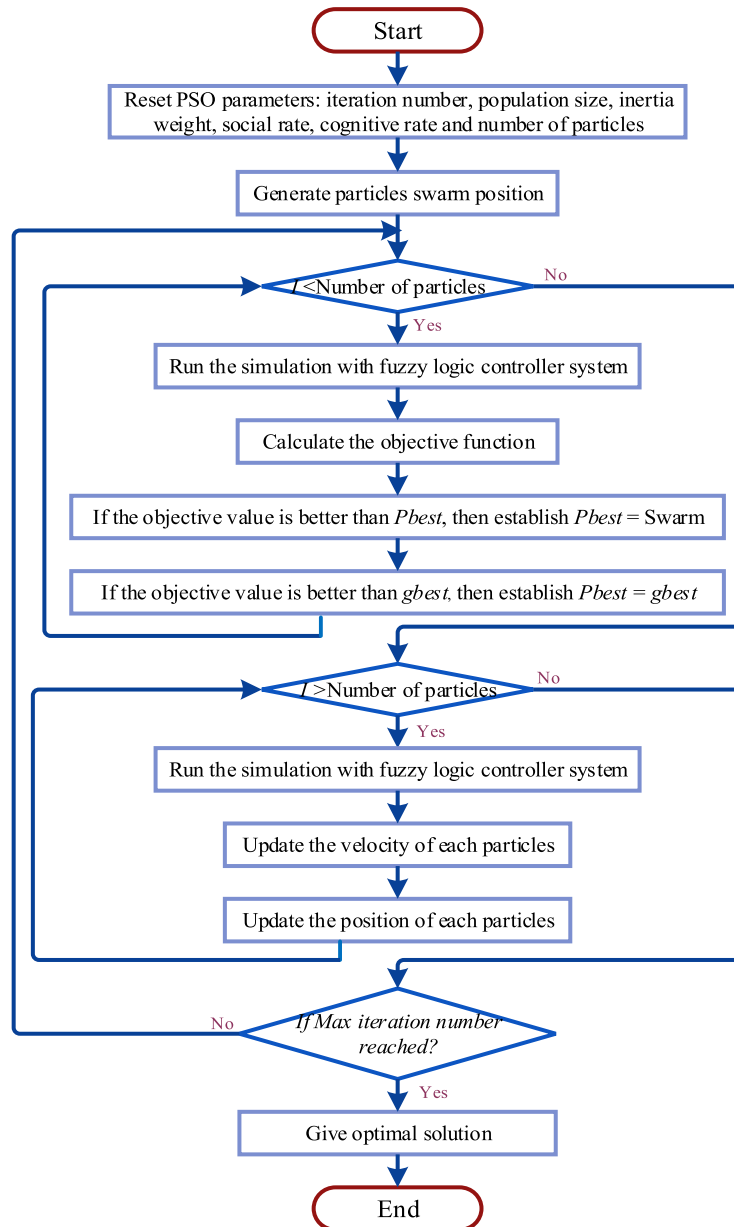 Start
Reset PSO parameters: iteration number, population size, inertia
weight, social rate, cognitive rate and number of particles
Generate particles swarm position
I <Number of particles
No
Yes
Run the simulation with fuzzy logic controller system
Calculate the objective function
If the objective value is better than Pbest, then establish Pbest = Swarm
If the objective value is better than gbest, then establish Pbest = gbest
I >Number of particles
No
Yes
Run the simulation with fuzzy logic controller system
Update the velocity of each particles
Update the position of each particles
No
If Max iteration number
reached?
Yes
Give optimal solution
End